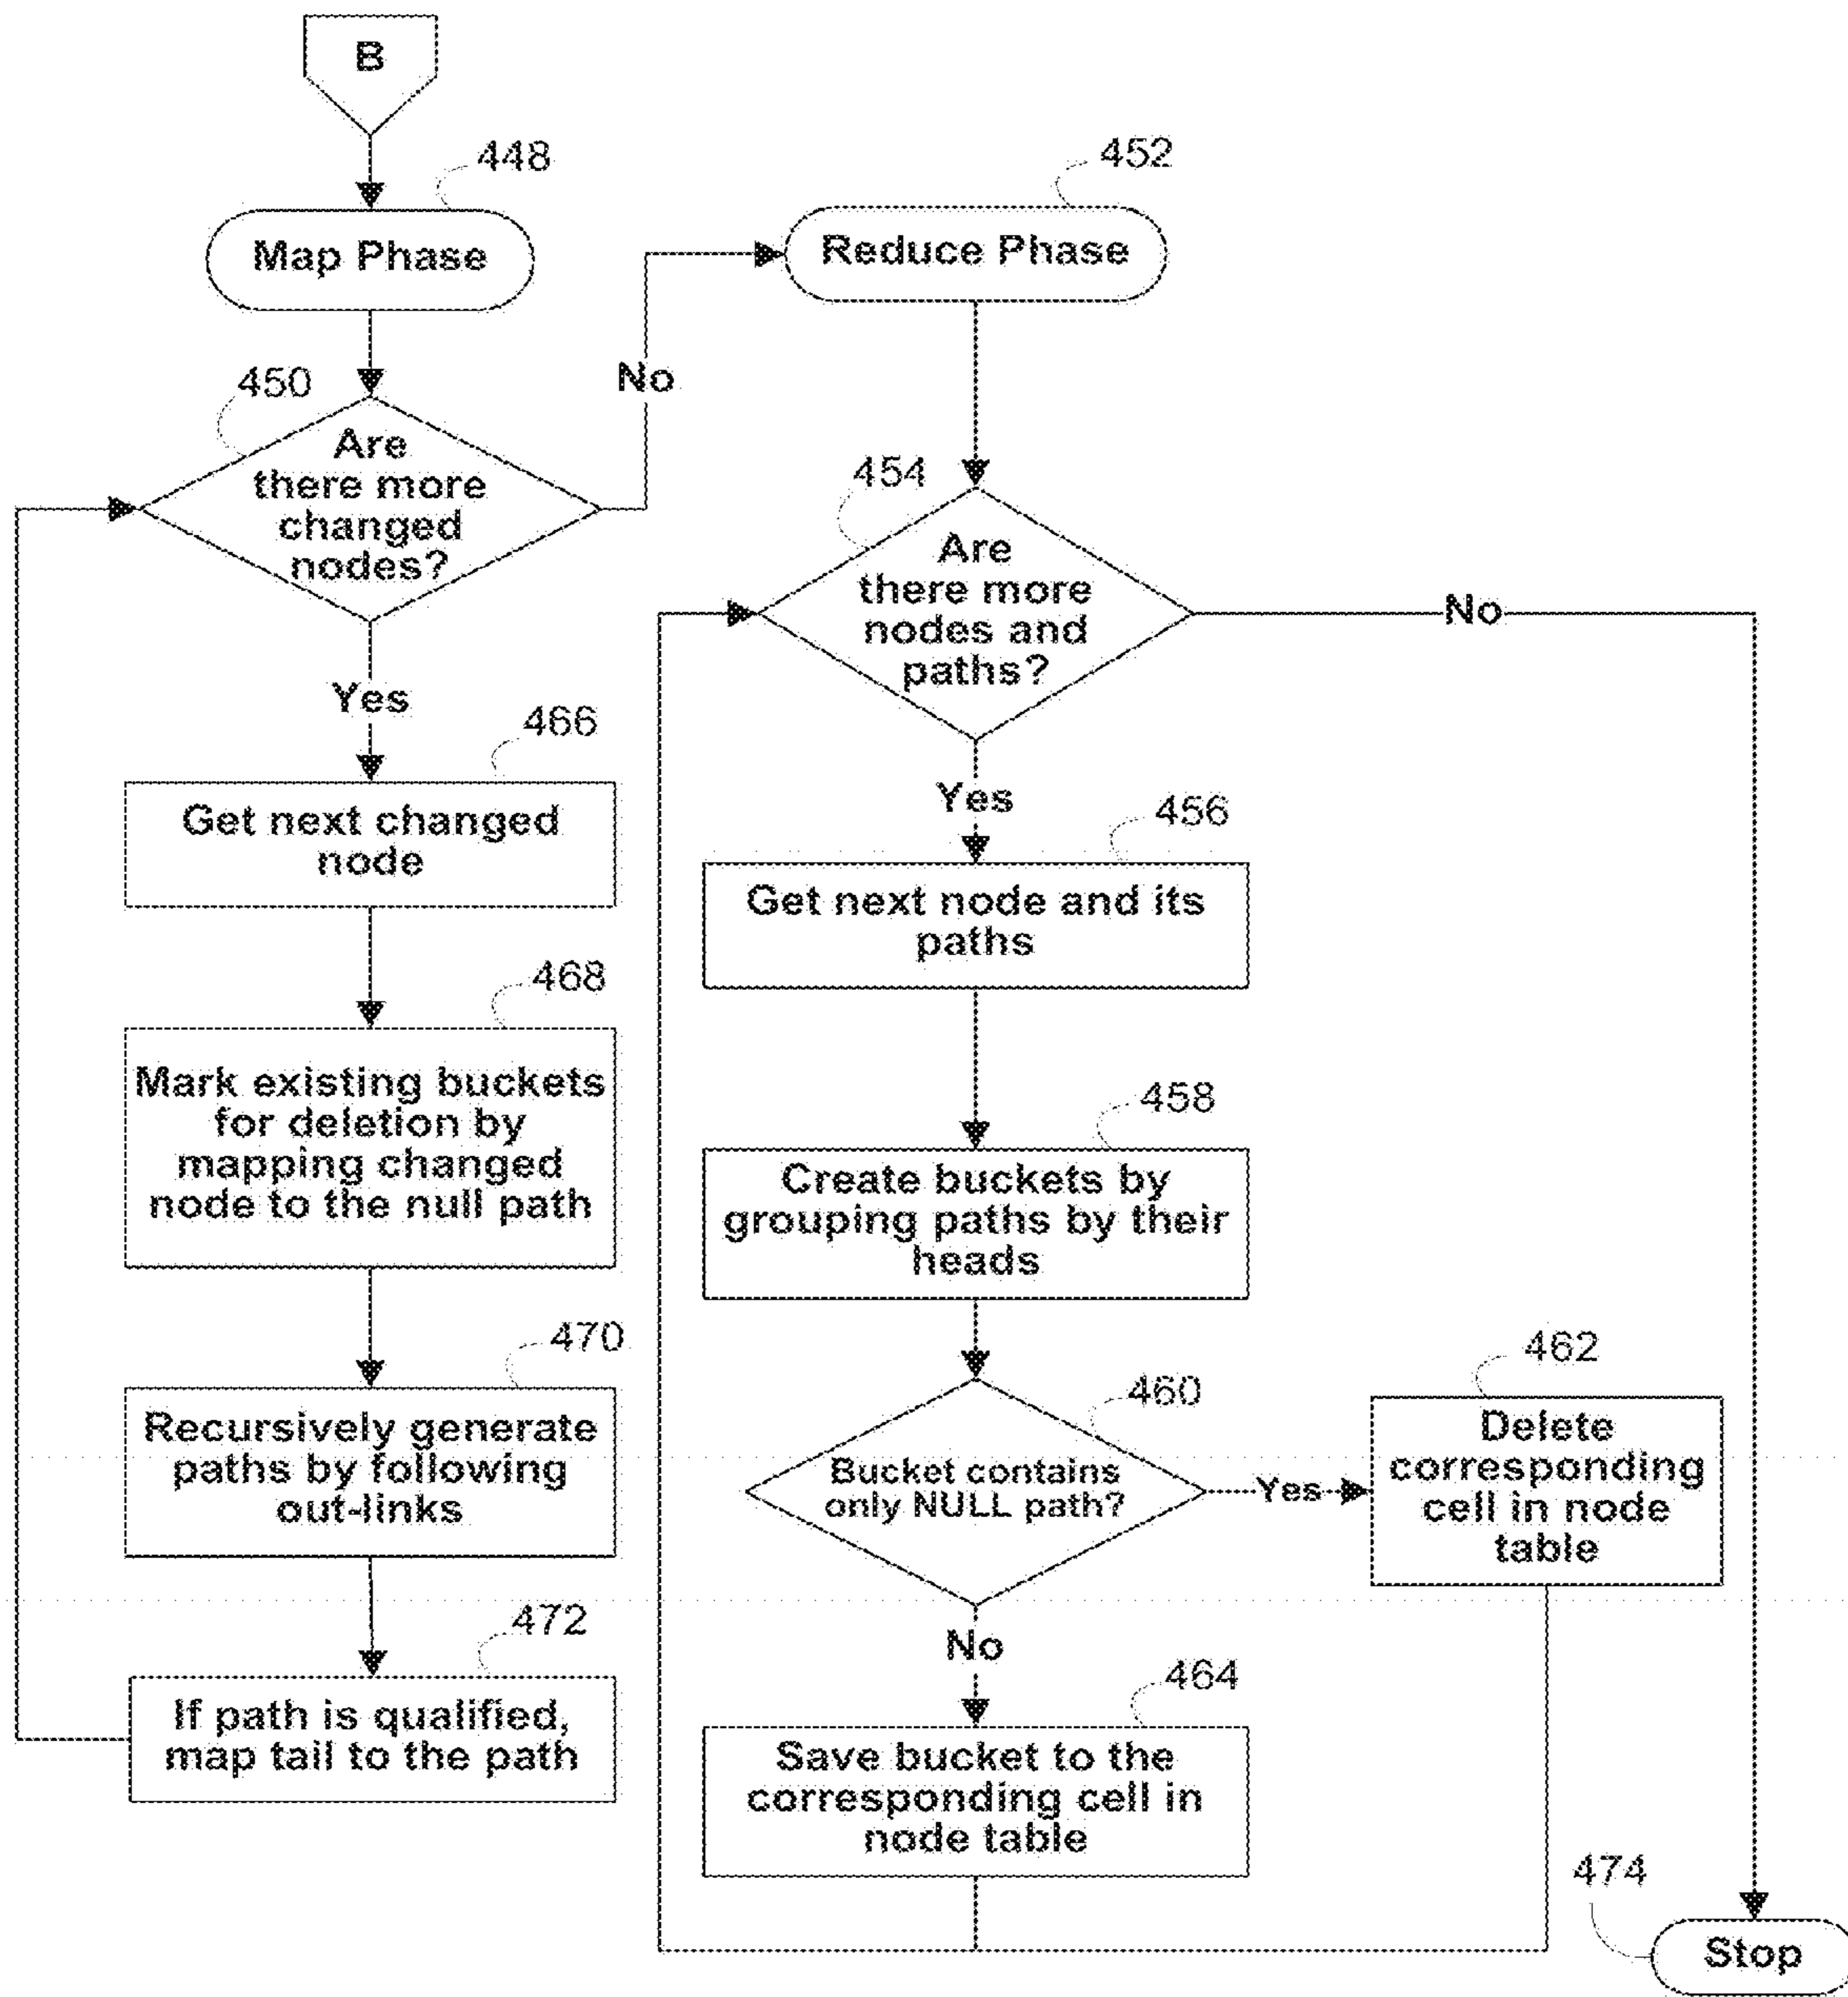 B
448
Map Phase
450
Are
there more
changed
nodes?
No
Yes
466
Get next changed
node
468
Mark existing buckets
for deletion by
mapping changed
node to the null path
470
Recursively generate
paths by following
out-links
472
If path is qualified,
map tail to the path
452
Reduce Phase
454
Are
there more
nodes and
paths?
No
Yes
456
Get next node and its
paths
458
Create buckets by
grouping paths by their
heads
460
Bucket contains
only NULL path?
Yes
462
Delete
corresponding
cell in node
table
No
464
Save bucket to the
corresponding cell in
node table
474
Stop